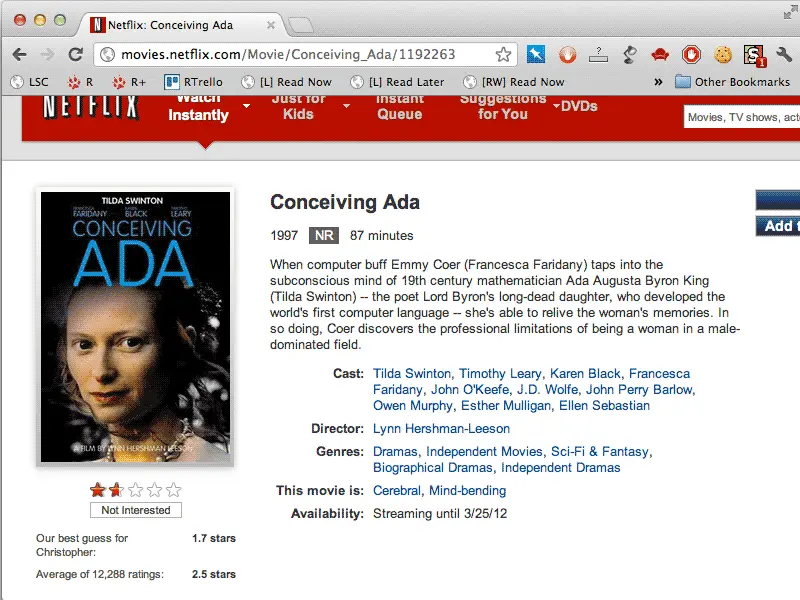 Netflix: Conceiving Ada
movies.netflix.com/Movie/Conceiving_Ada/1192263
LSC R R+ RTrello [L] Read Now [L] Read Later [RW] Read Now » Other Bookmarks
NETFLIX
Watch Instantly
Just for Kids
Instant Queue
Suggestions for You
DVDs
Movies, TV shows, act
TILDA SWINTON
FRANCESCA FARIDANY
KAREN BLACK
TIMOTHY LEARY
CONCEIVING
ADA
A FILM BY LYNN HERSHMAN LEESON
Not Interested
Our best guess for
Christopher: 1.7 stars
Average of 12,288 ratings: 2.5 stars
Conceiving Ada
1997 NR 87 minutes
When computer buff Emmy Coer (Francesca Faridany) taps into the
subconscious mind of 19th century mathematician Ada Augusta Byron King
(Tilda Swinton) -- the poet Lord Byron's long-dead daughter, who developed the
world's first computer language -- she's able to relive the woman's memories. In
so doing, Coer discovers the professional limitations of being a woman in a male-
dominated field.
Cast: Tilda Swinton, Timothy Leary, Karen Black, Francesca
Faridany, John O'Keefe, J.D. Wolfe, John Perry Barlow,
Owen Murphy, Esther Mulligan, Ellen Sebastian
Director: Lynn Hershman-Leeson
Genres: Dramas, Independent Movies, Sci-Fi & Fantasy,
Biographical Dramas, Independent Dramas
This movie is: Cerebral, Mind-bending
Availability: Streaming until 3/25/12
Add t